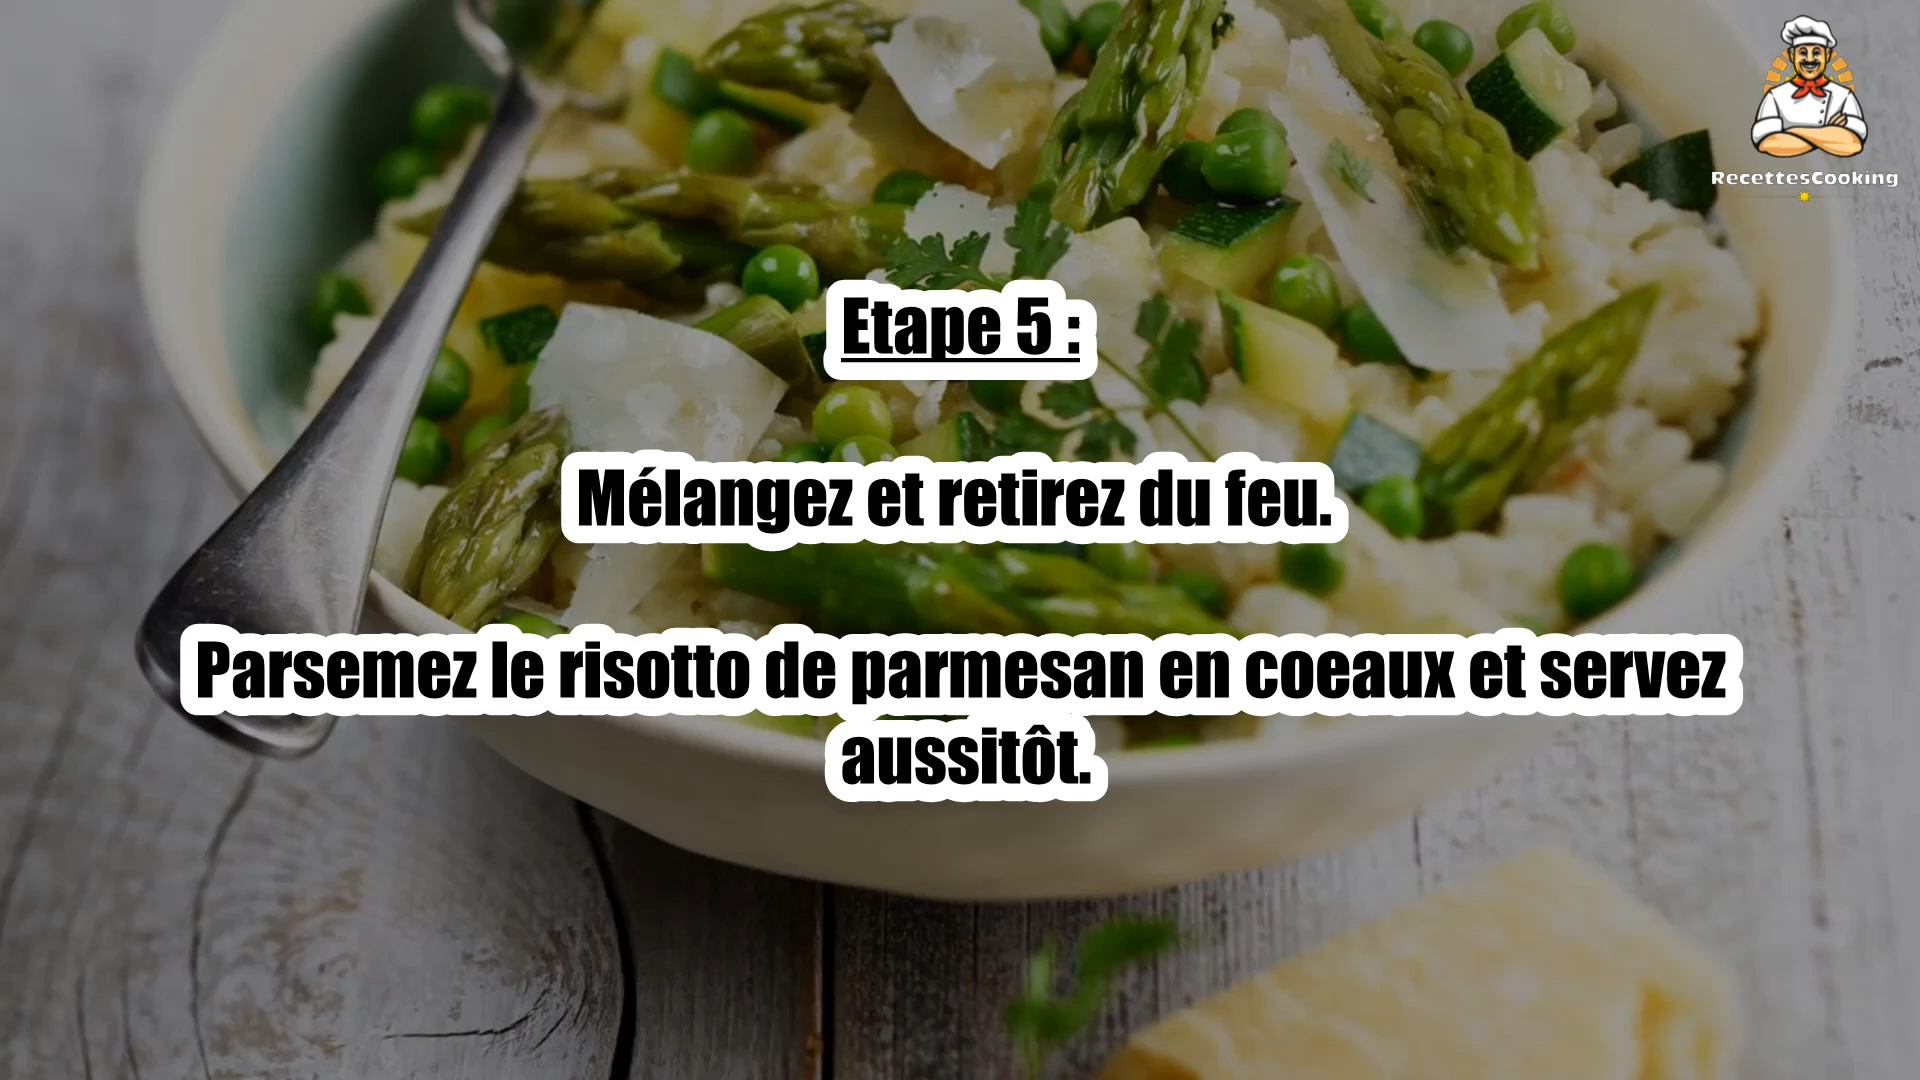 RecettesCooking
Etape 5 :
Mélangez et retirez du feu.
Parsemez le risotto de parmesan en coeaux et servez
aussitôt.